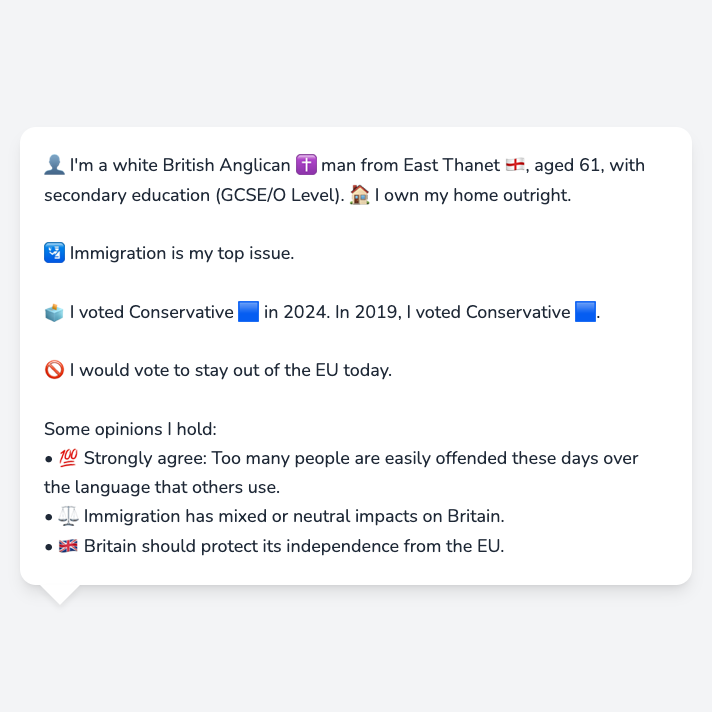 👤 I'm a white British Anglican ✝️ man from East Thanet 🏴󠁧󠁢󠁥󠁮󠁧󠁿, aged 61, with
secondary education (GCSE/O Level). 🏠 I own my home outright.
🛂 Immigration is my top issue.
🗳️ I voted Conservative 🟦 in 2024. In 2019, I voted Conservative 🟦.
🚫 I would vote to stay out of the EU today.
Some opinions I hold:
• 💯 Strongly agree: Too many people are easily offended these days over
the language that others use.
• ⚖️ Immigration has mixed or neutral impacts on Britain.
• 🇬🇧 Britain should protect its independence from the EU.